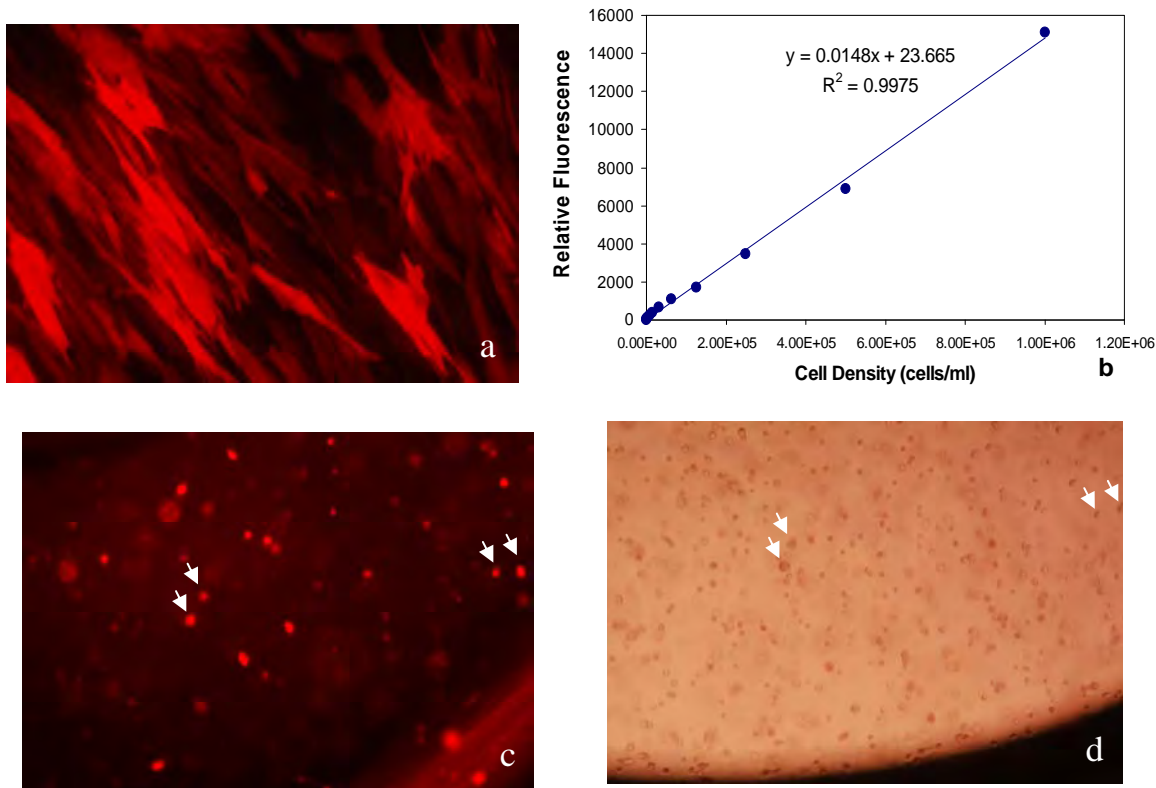 a
16000
14000
12000
10000
8000
6000
4000
2000
0
Relative Fluorescence
y = 0.0148x + 23.665
R² = 0.9975
0.00E+00 2.00E+05 4.00E+05 6.00E+05 8.00E+05 1.00E+06 1.20E+06
Cell Density (cells/ml)
b
c
d